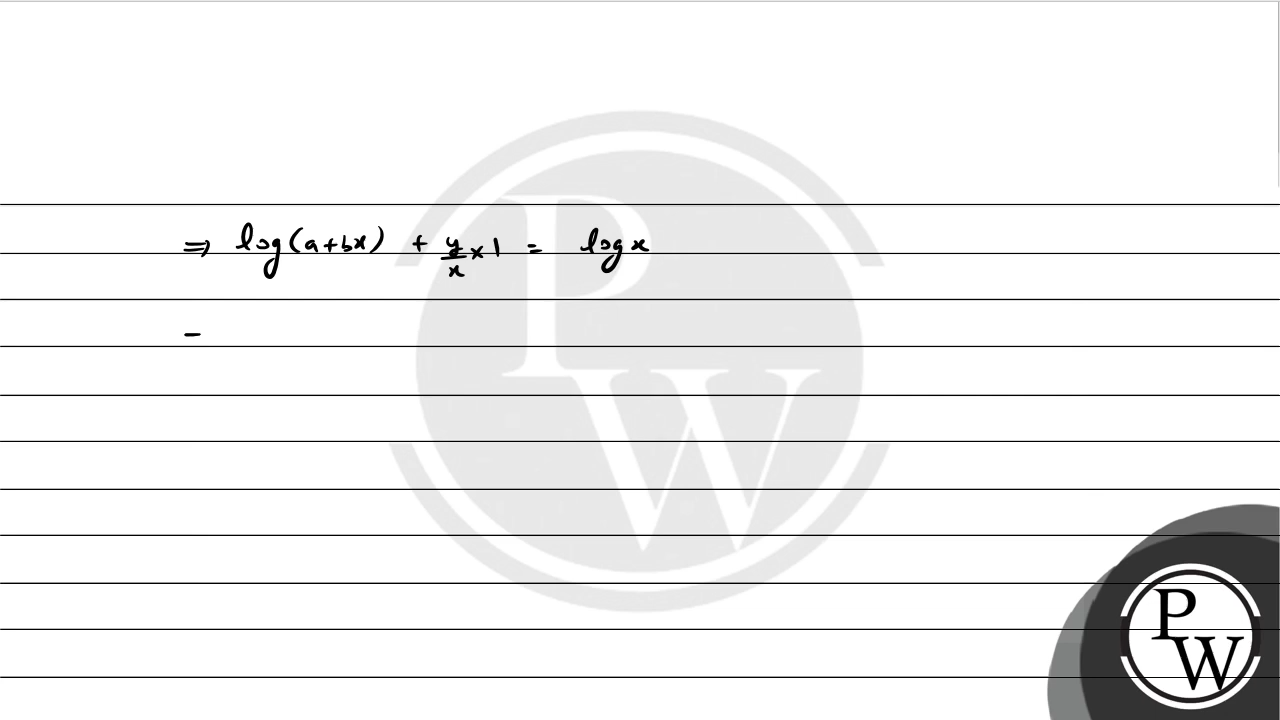 ⇒ log(a+bx) + y/x × 1 = log x
–
P
W
P
W